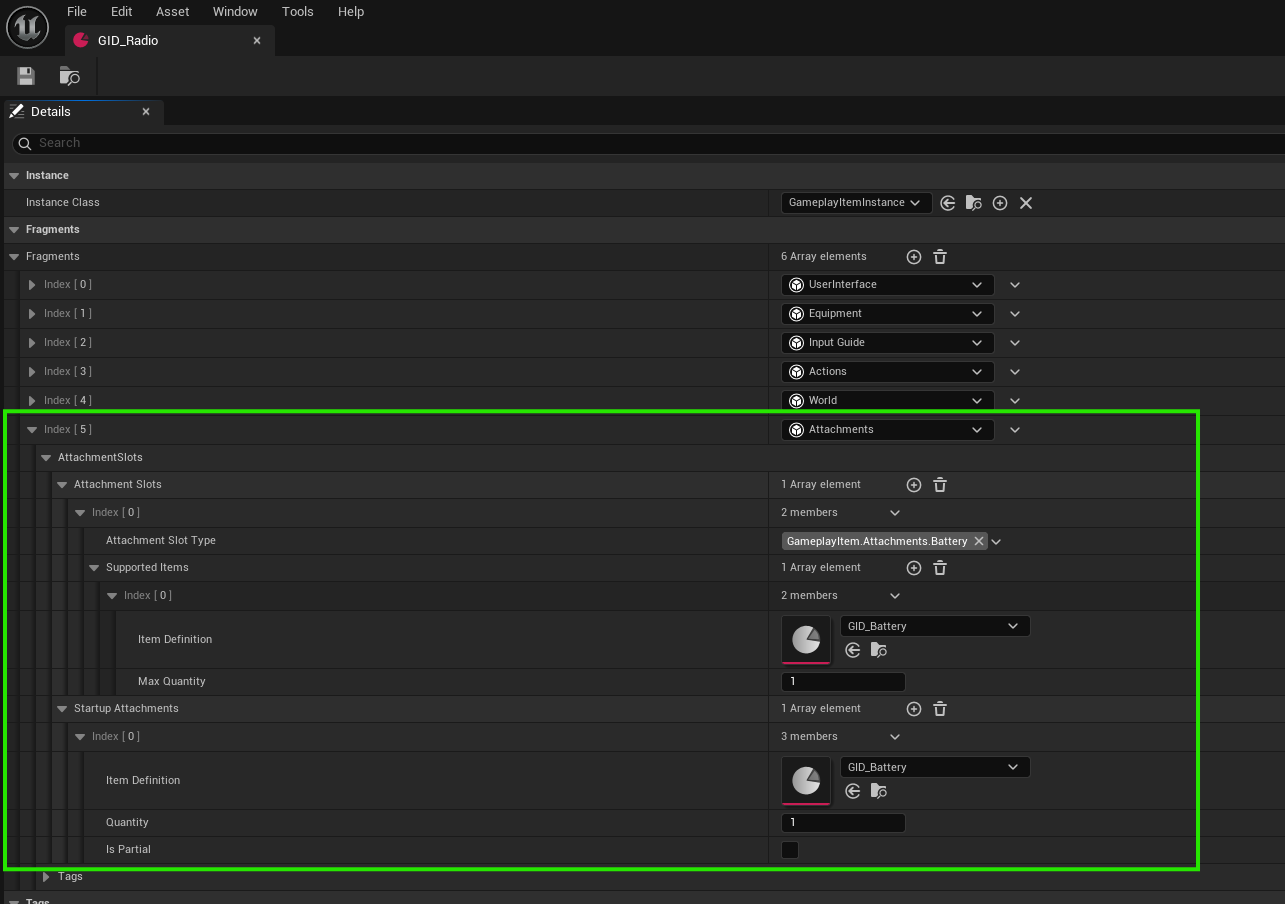 File Edit Asset Window Tools Help
GID_Radio
Details
Search
Instance
Instance Class GameplayItemInstance
Fragments
Fragments 6 Array elements
Index [ 0 ] UserInterface
Index [ 1 ] Equipment
Index [ 2 ] Input Guide
Index [ 3 ] Actions
Index [ 4 ] World
Index [ 5 ] Attachments
AttachmentSlots
Attachment Slots 1 Array element
Index [ 0 ] 2 members
Attachment Slot Type GameplayItem.Attachments.Battery
Supported Items 1 Array element
Index [ 0 ] 2 members
Item Definition GID_Battery
Max Quantity 1
Startup Attachments 1 Array element
Index [ 0 ] 3 members
Item Definition GID_Battery
Quantity 1
Is Partial
Tags
Tags